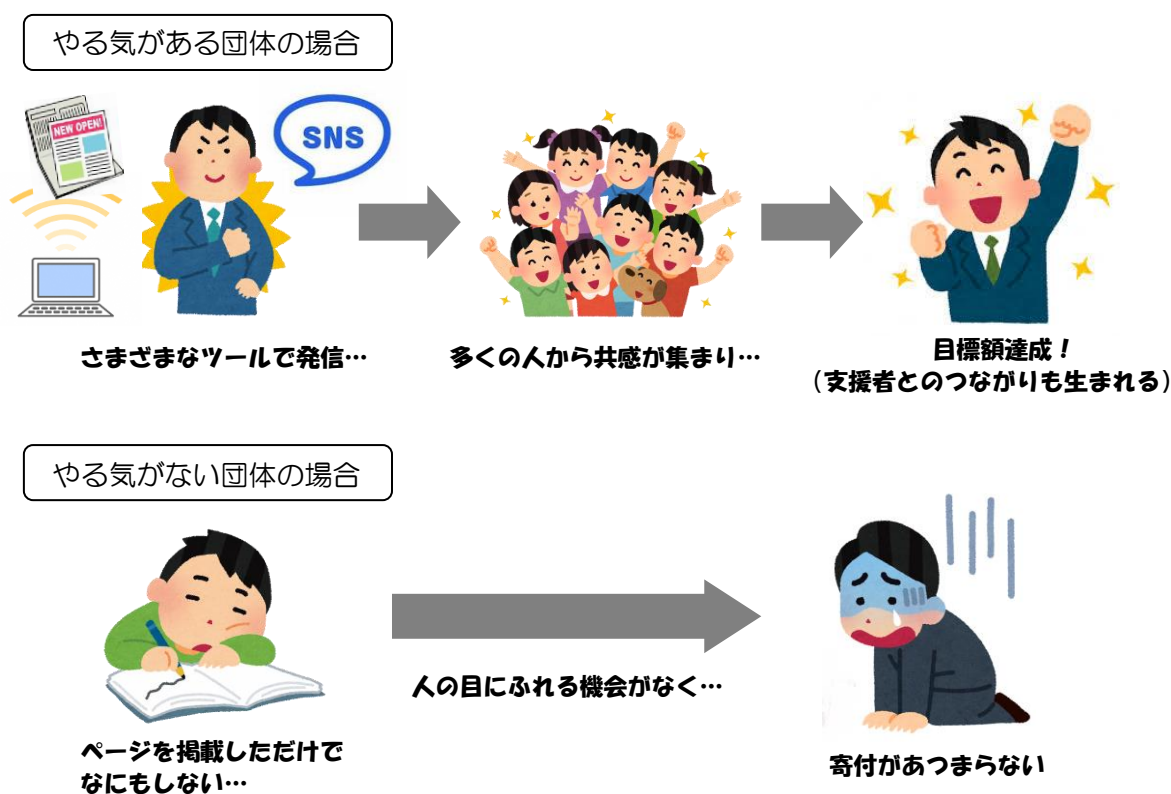 やる気がある団体の場合
NEW OPEN!
SNS
さまざまなツールで発信…
多くの人から共感が集まり…
目標額達成！
（支援者とのつながりも生まれる）
やる気がない団体の場合
人の目にふれる機会がなく…
ページを掲載しただけで
なにもしない…
寄付があつまらない